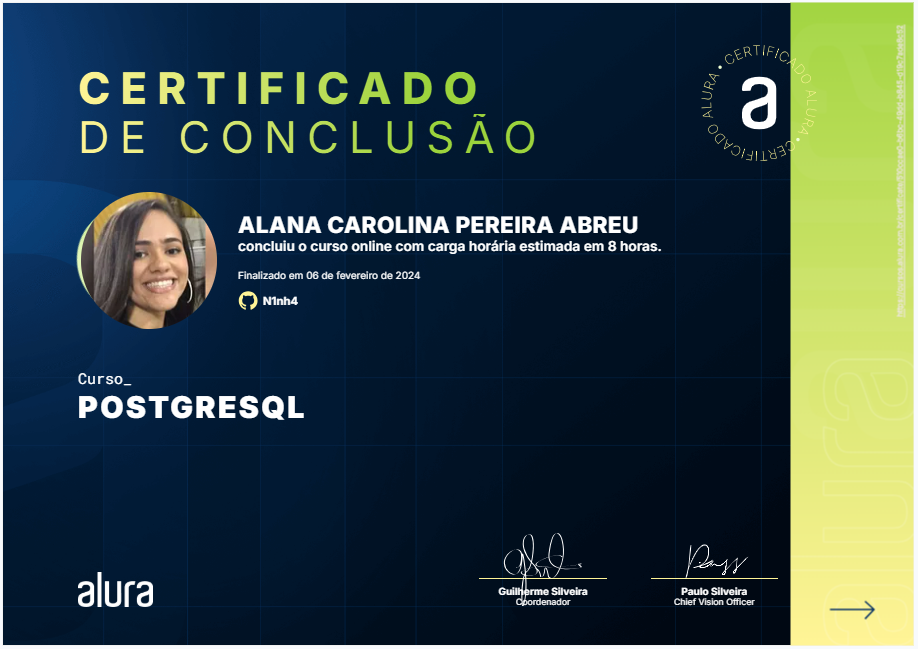 CERTIFICADO
DE CONCLUSÃO
CERTIFICADO ALURA • CERTIFICADO ALURA •
a
ALANA CAROLINA PEREIRA ABREU
concluiu o curso online com carga horária estimada em 8 horas.
Finalizado em 06 de fevereiro de 2024
N1nh4
Curso_
POSTGRESQL
alura
Guilherme Silveira
Coordenador
Paulo Silveira
Chief Vision Officer
alura